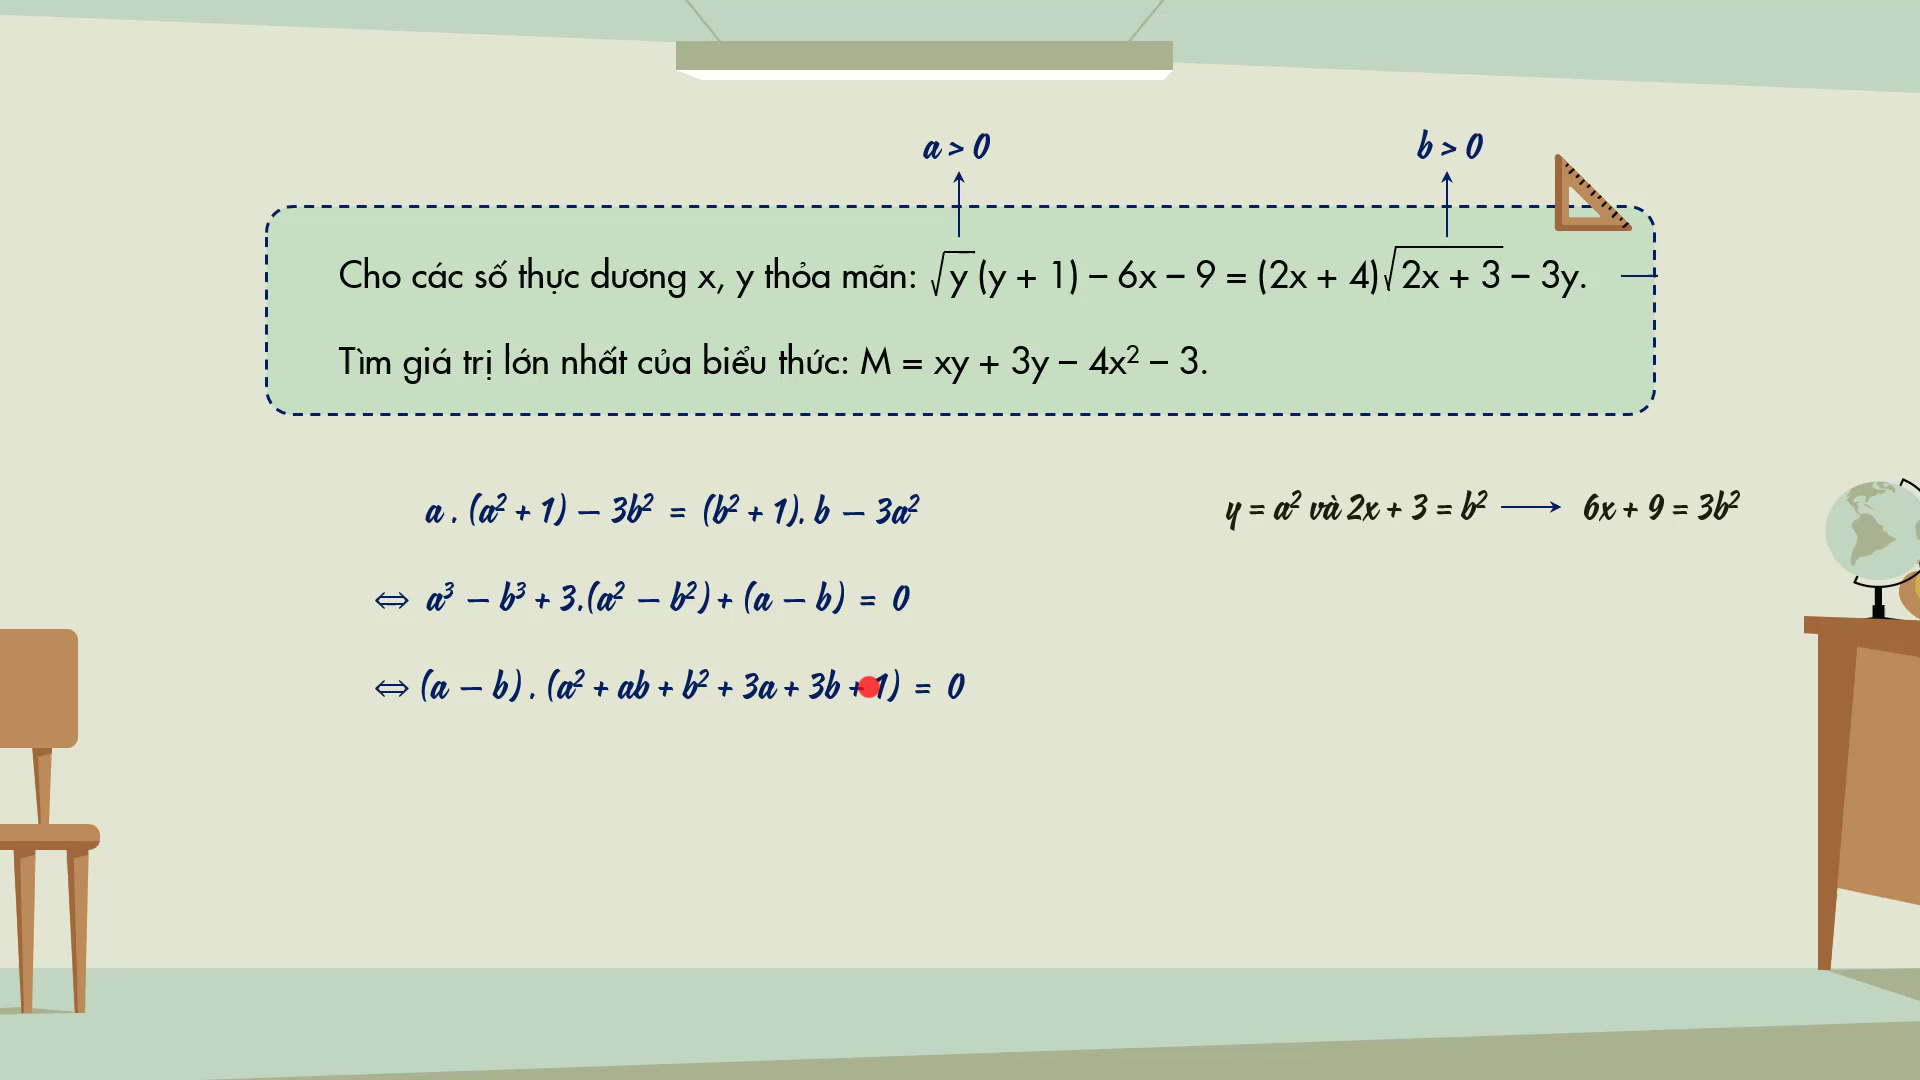 a > 0 b > 0
Cho các số thực dương x, y thỏa mãn: √y (y + 1) – 6x – 9 = (2x + 4)√(2x + 3) – 3y.
Tìm giá trị lớn nhất của biểu thức: M = xy + 3y – 4x² – 3.
a . (a² + 1) – 3b² = (b² + 1). b – 3a² y = a² và 2x + 3 = b² ⟶ 6x + 9 = 3b²
⇔ a³ – b³ + 3.(a² – b²) + (a – b) = 0
⇔ (a – b) . (a² + ab + b² + 3a + 3b + 1) = 0